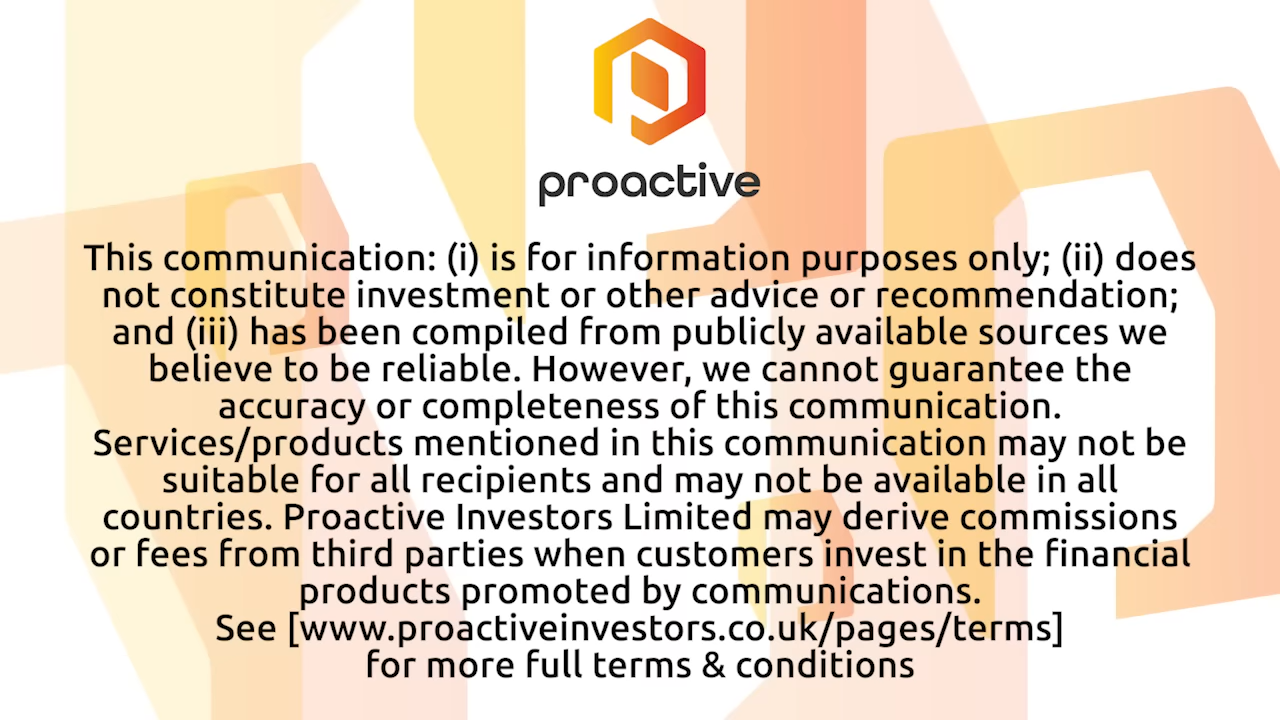 proactive
This communication: (i) is for information purposes only; (ii) does
not constitute investment or other advice or recommendation;
and (iii) has been compiled from publicly available sources we
believe to be reliable. However, we cannot guarantee the
accuracy or completeness of this communication.
Services/products mentioned in this communication may not be
suitable for all recipients and may not be available in all
countries. Proactive Investors Limited may derive commissions
or fees from third parties when customers invest in the financial
products promoted by communications.
See [www.proactiveinvestors.co.uk/pages/terms]
for more full terms & conditions